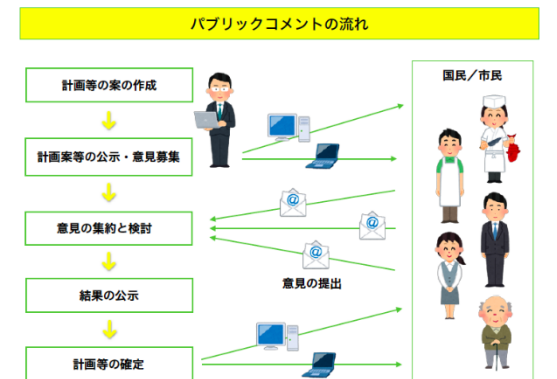 パブリックコメントの流れ
計画等の案の作成
計画案等の公示・意見募集
意見の集約と検討
結果の公示
計画等の確定
国民／市民
@
@
@
意見の提出